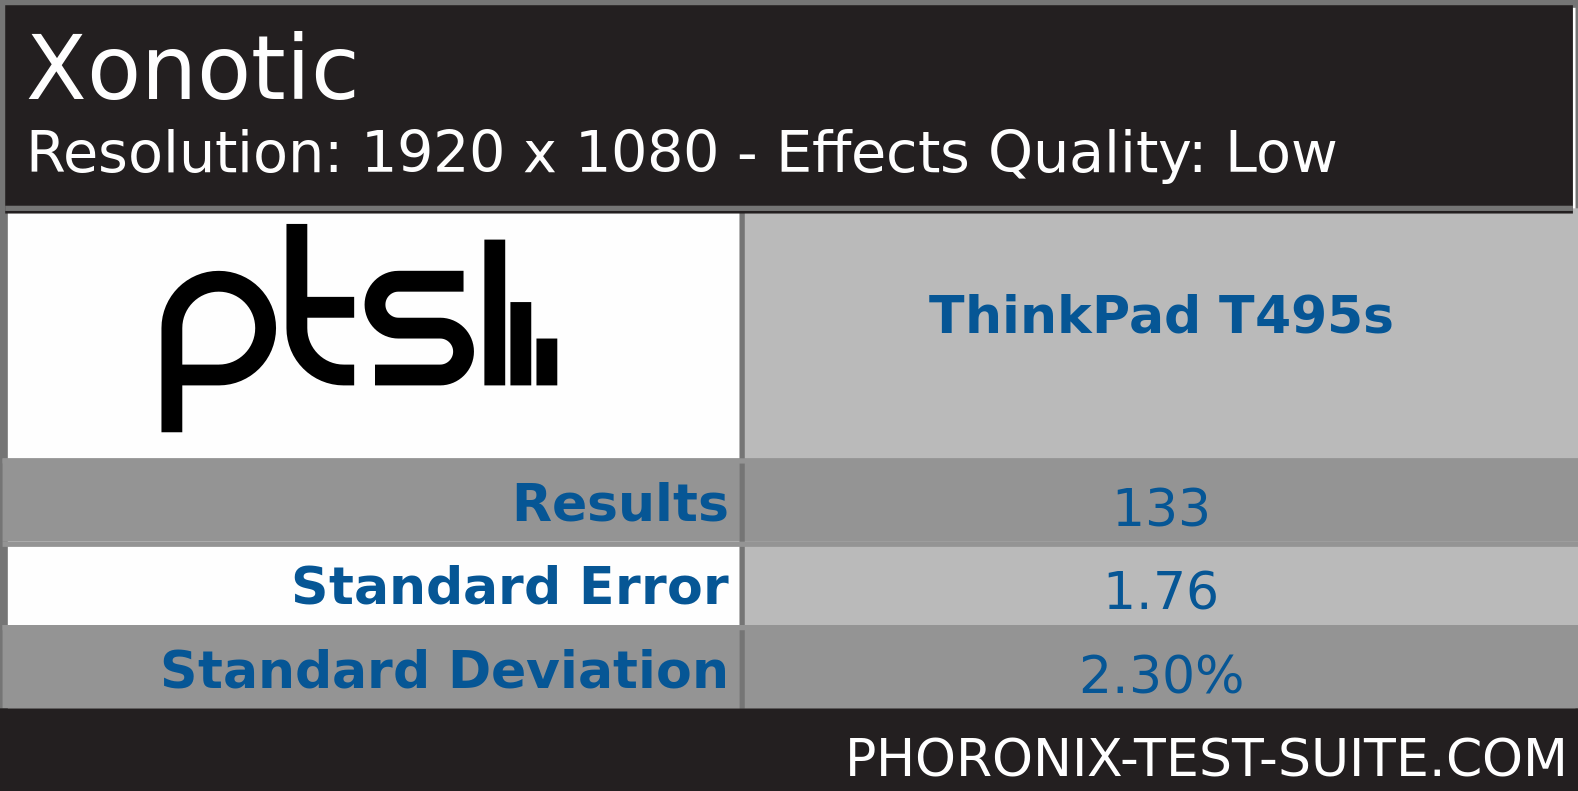 Xonotic
Resolution: 1920 x 1080 - Effects Quality: Low
pts
ThinkPad T495s
Results 133
Standard Error 1.76
Standard Deviation 2.30%
PHORONIX-TEST-SUITE.COM